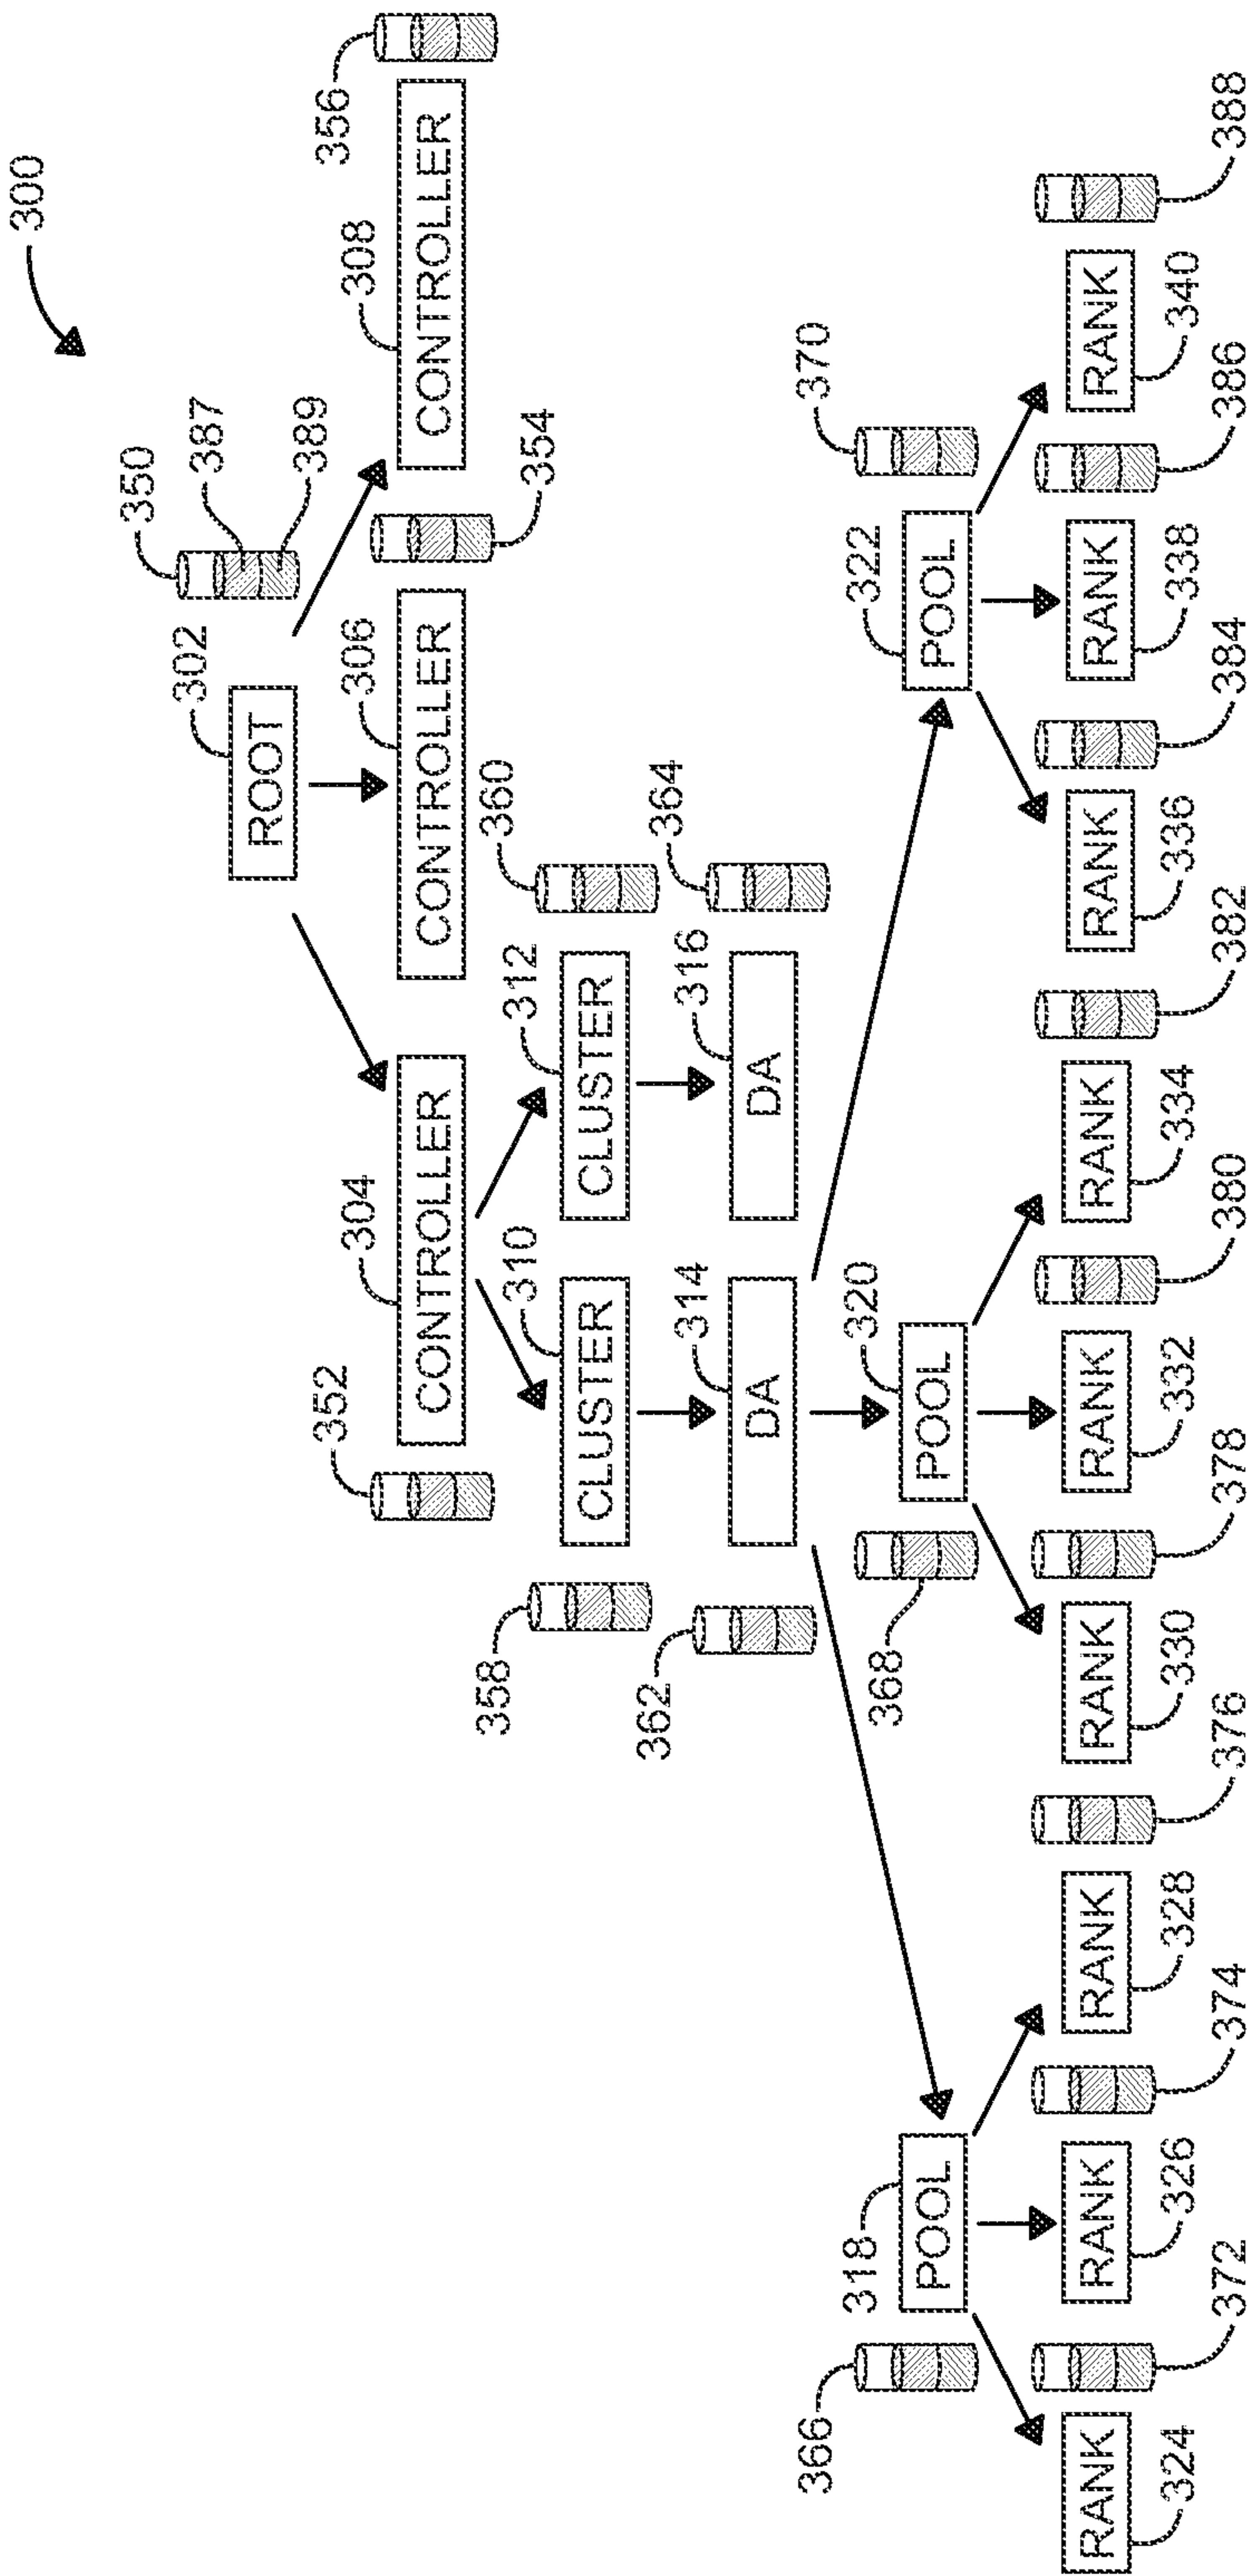 300
302
350
387
389
ROOT
304
306
308
352
354
356
CONTROLLER
CONTROLLER
CONTROLLER
310
312
358
360
CLUSTER
CLUSTER
314
316
362
364
DA
DA
318
320
322
366
368
370
POOL
POOL
POOL
RANK
RANK
RANK
RANK
RANK
RANK
RANK
RANK
RANK
324
326
328
330
332
334
336
338
340
372
374
376
378
380
382
384
386
388